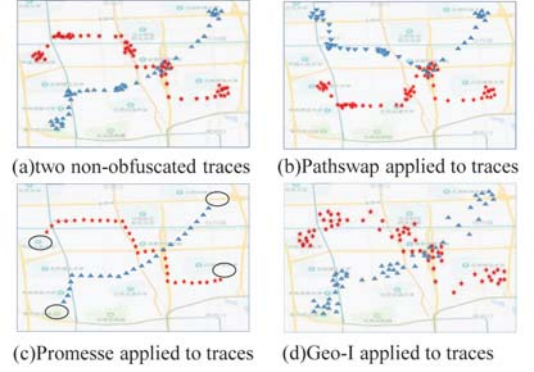 (a)two non-obfuscated traces
(b)Pathswap applied to traces
(c)Promesse applied to traces
(d)Geo-I applied to traces